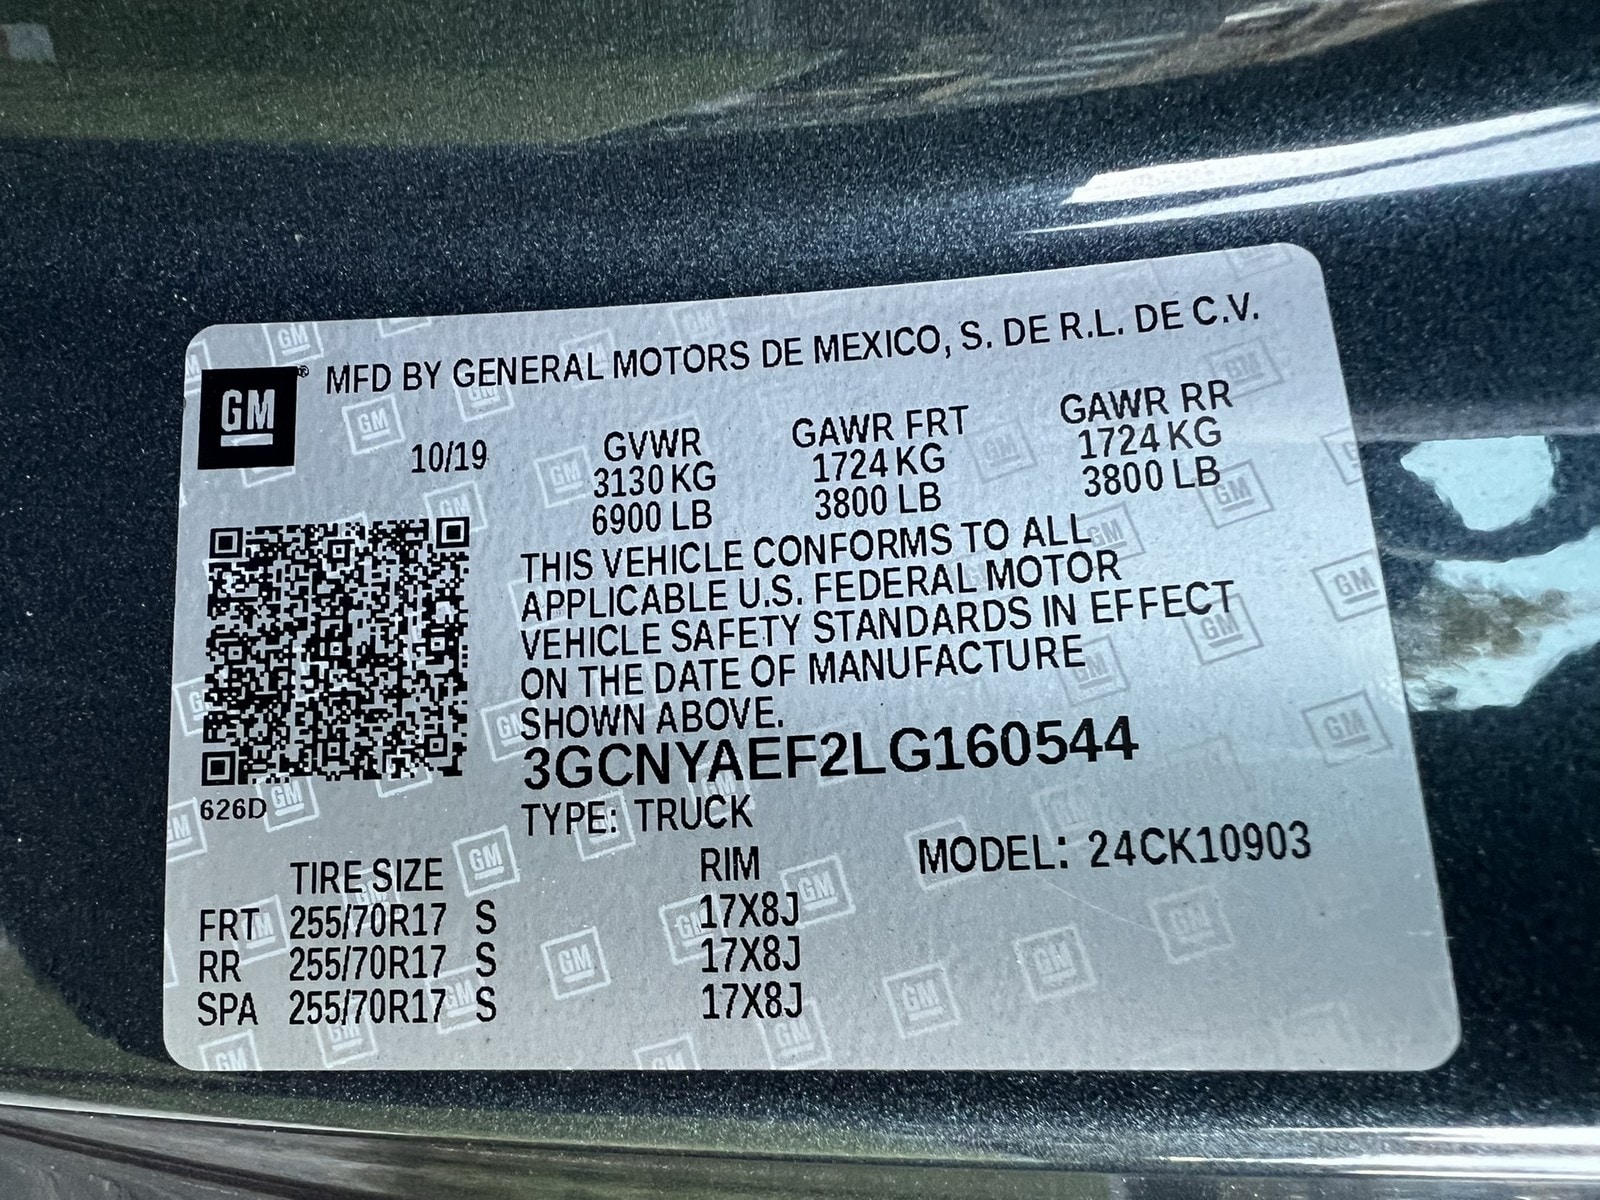 GM ® MFD BY GENERAL MOTORS DE MEXICO, S. DE R.L. DE C.V.
10/19 GVWR GAWR FRT GAWR RR
3130 KG 1724 KG 1724 KG
6900 LB 3800 LB 3800 LB
THIS VEHICLE CONFORMS TO ALL
APPLICABLE U.S. FEDERAL MOTOR
VEHICLE SAFETY STANDARDS IN EFFECT
ON THE DATE OF MANUFACTURE
SHOWN ABOVE.
3GCNYAEF2LG160544
626D TYPE: TRUCK
TIRE SIZE RIM MODEL: 24CK10903
FRT 255/70R17 S 17X8J
RR 255/70R17 S 17X8J
SPA 255/70R17 S 17X8J